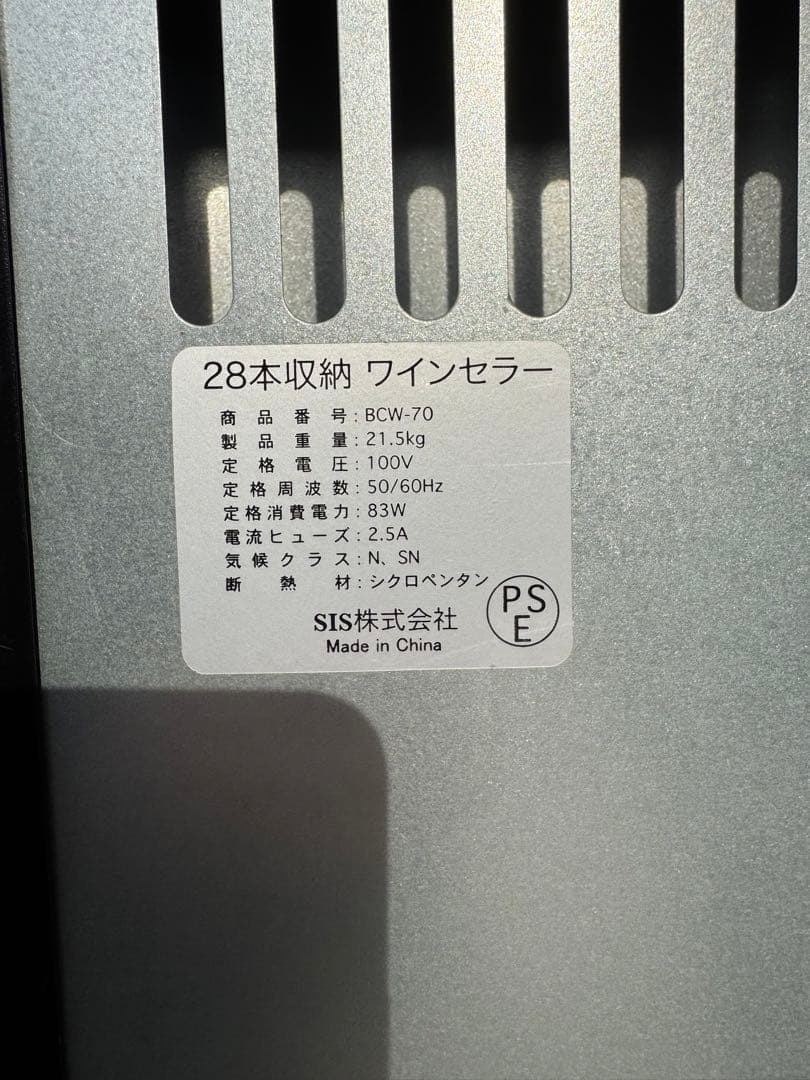 28本収納 ワインセラー
商品番号:BCW-70
製品重量:21.5kg
定格電圧:100V
定格周波数:50/60Hz
定格消費電力:83W
電流ヒューズ:2.5A
気候クラス:N、SN
断熱材:シクロペンタン
PS
E
SIS株式会社
Made in China